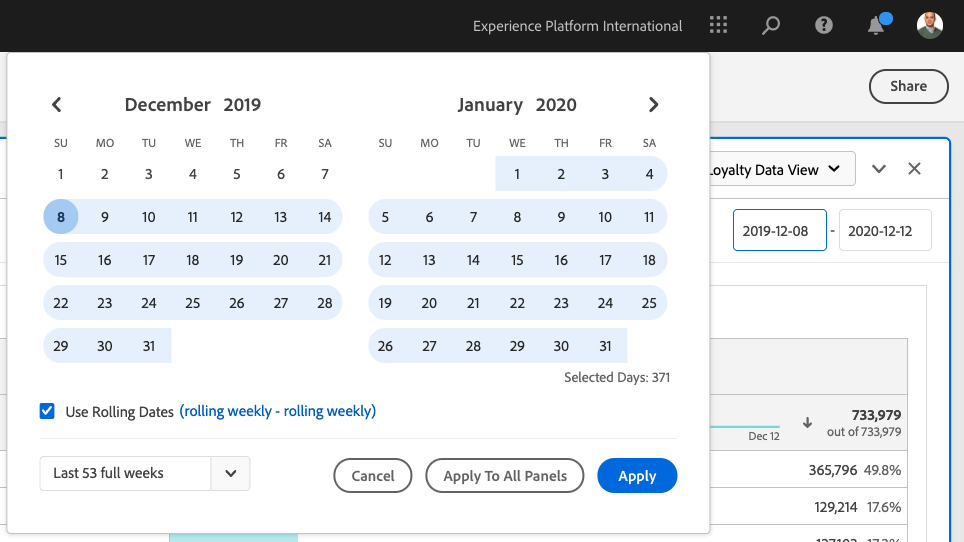 Experience Platform International
Share
December 2019
January 2020
SU MO TU WE TH FR SA
SU MO TU WE TH FR SA
1 2 3 4 5 6 7
1 2 3 4
8 9 10 11 12 13 14
5 6 7 8 9 10 11
15 16 17 18 19 20 21
12 13 14 15 16 17 18
22 23 24 25 26 27 28
19 20 21 22 23 24 25
29 30 31
26 27 28 29 30 31
Selected Days: 371
Use Rolling Dates (rolling weekly - rolling weekly)
Last 53 full weeks
Cancel
Apply To All Panels
Apply
Loyalty Data View
2019-12-08 - 2020-12-12
Dec 12
733,979
out of 733,979
365,796 49.8%
129,214 17.6%